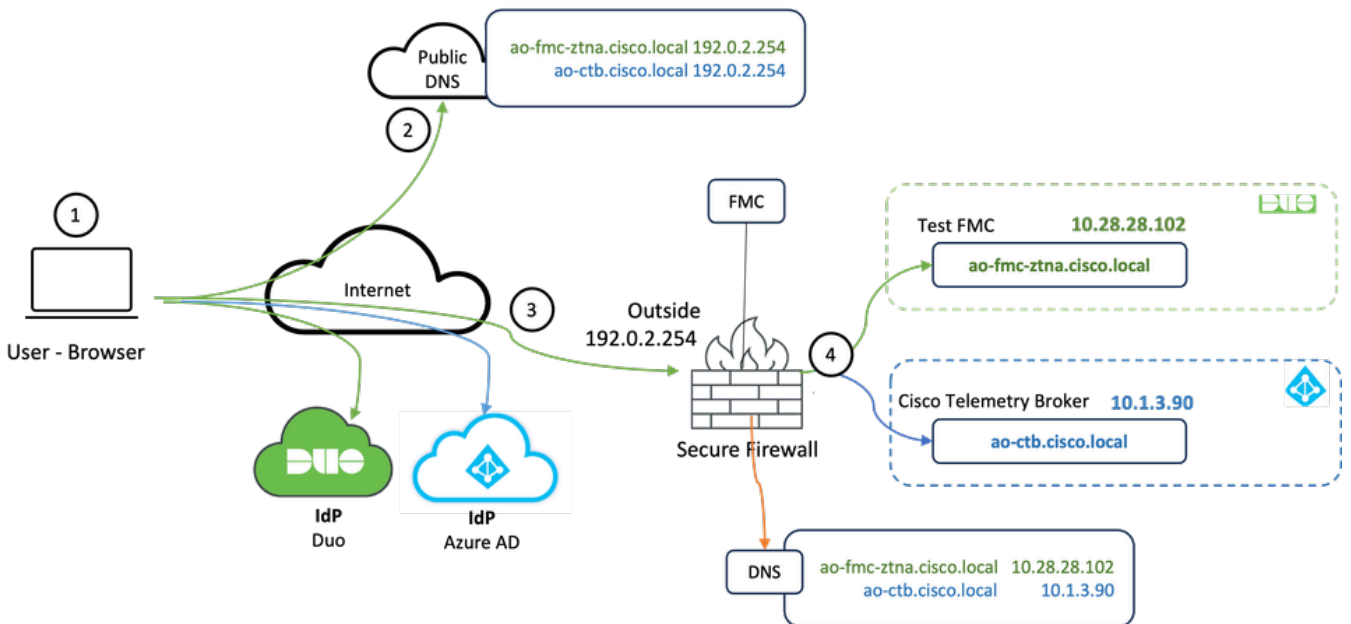 Public
DNS
ao-fmc-ztna.cisco.local 192.0.2.254
ao-ctb.cisco.local 192.0.2.254
2
1
FMC
DUO
Test FMC 10.28.28.102
ao-fmc-ztna.cisco.local
Internet
3
Outside
192.0.2.254
4
User - Browser
Cisco Telemetry Broker 10.1.3.90
ao-ctb.cisco.local
Secure Firewall
DUO
IdP
Duo
IdP
Azure AD
DNS
ao-fmc-ztna.cisco.local 10.28.28.102
ao-ctb.cisco.local 10.1.3.90